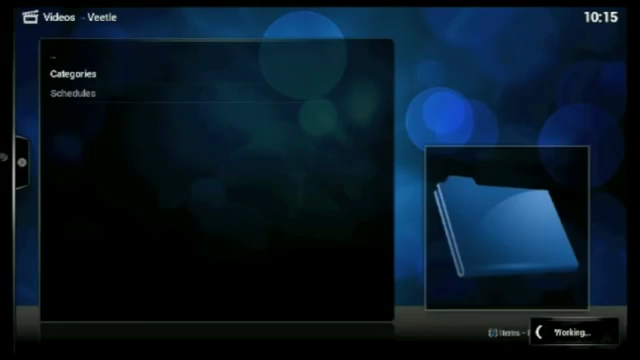 Videos - Veetle
10:15
..
Categories
Schedules
Items -
Working...